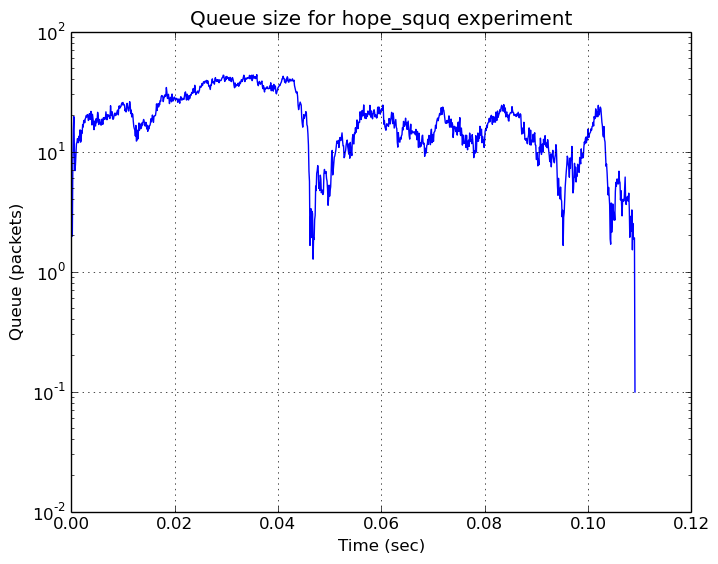 Queue size for hope_squq experiment
10^2
10^1
10^0
10^-1
10^-2
Queue (packets)
0.00 0.02 0.04 0.06 0.08 0.10 0.12
Time (sec)